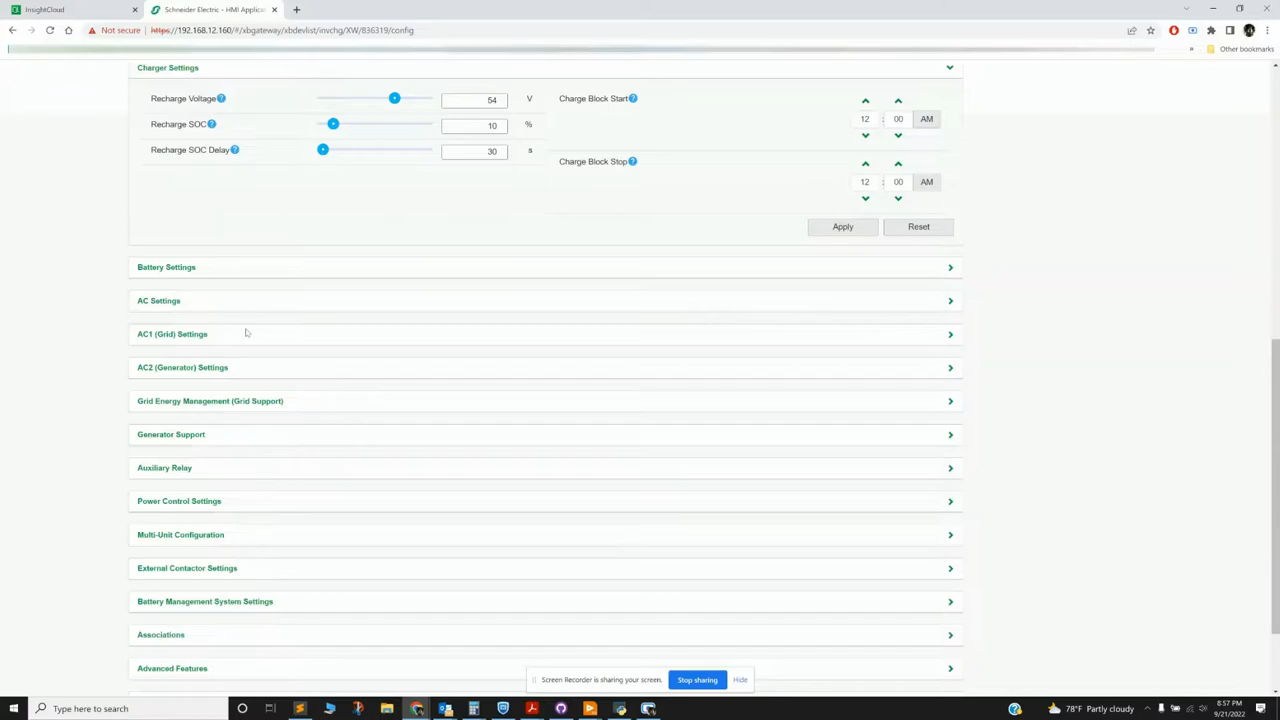 InsightCloud
Schneider Electric - HMI Applica
Not secure https://192.168.12.160/#/xbgateway/xbdevlist/invchg/XW/836319/config
» Other bookmarks
Charger Settings
Recharge Voltage 54 V
Recharge SOC 10 %
Recharge SOC Delay 30 s
Charge Block Start 12 : 00 AM
Charge Block Stop 12 : 00 AM
Apply Reset
Battery Settings
AC Settings
AC1 (Grid) Settings
AC2 (Generator) Settings
Grid Energy Management (Grid Support)
Generator Support
Auxiliary Relay
Power Control Settings
Multi-Unit Configuration
External Contactor Settings
Battery Management System Settings
Associations
Advanced Features
Screen Recorder is sharing your screen. Stop sharing Hide
Type here to search
78°F Partly cloudy
8:57 PM
9/21/2022